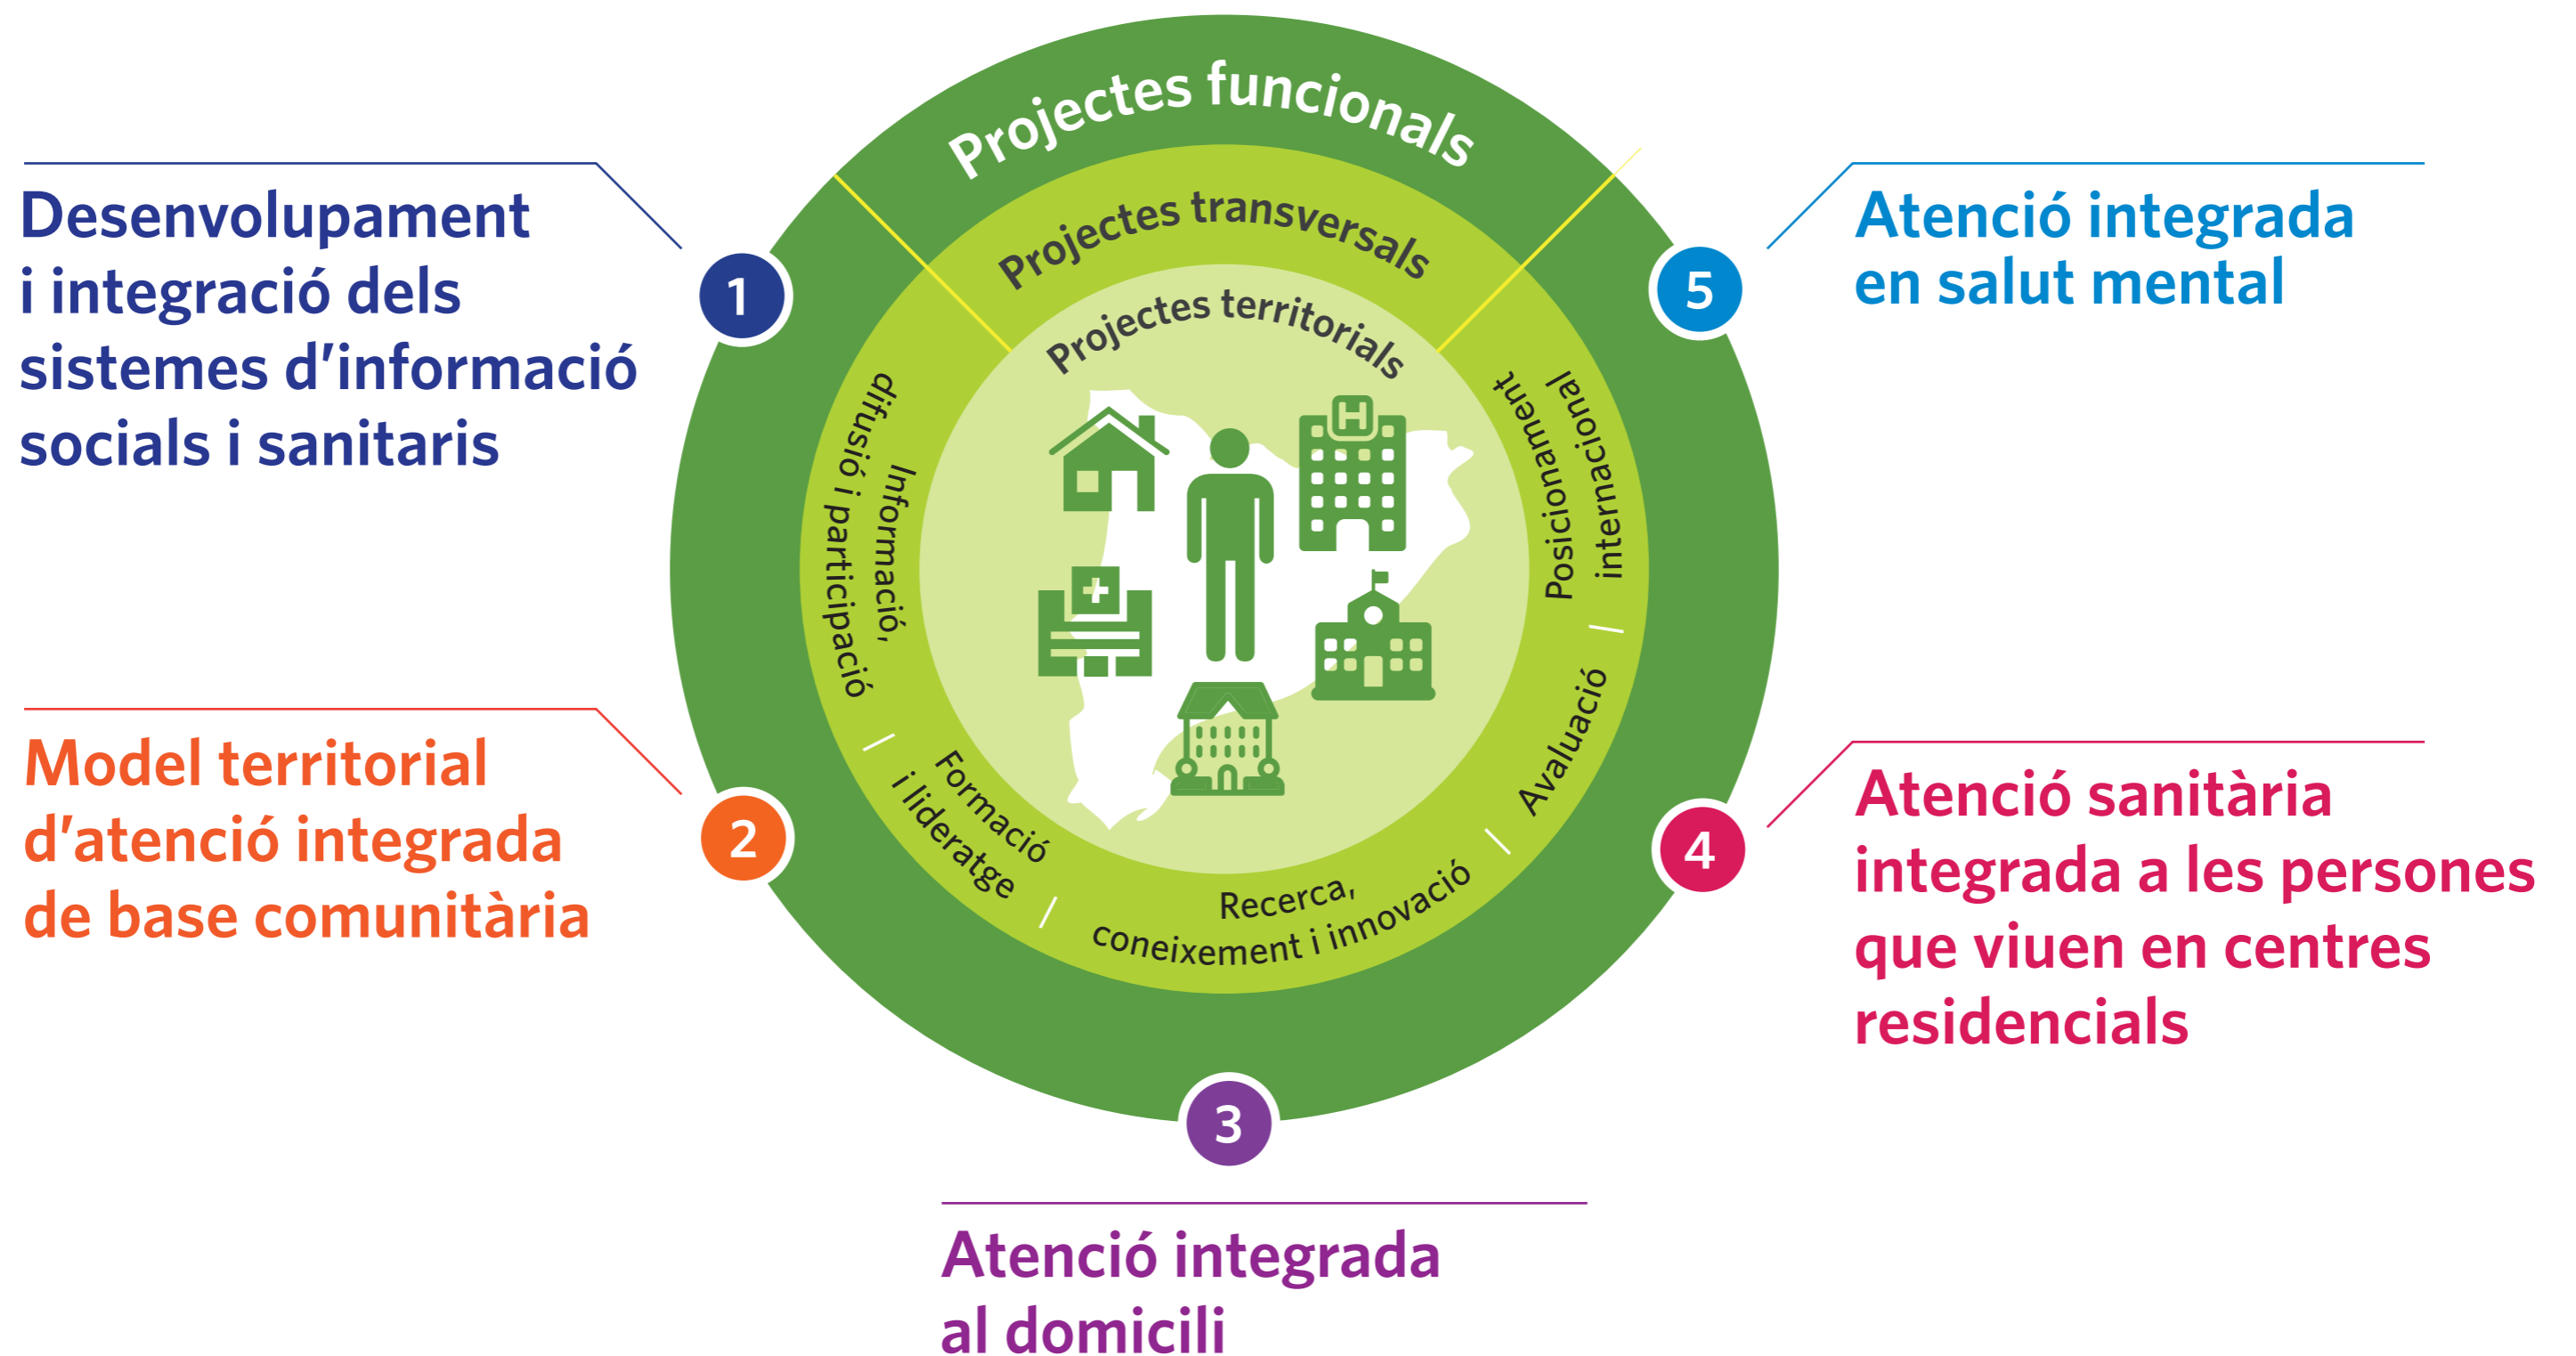 Projectes funcionals
Projectes transversals
Projectes territorials
1
Desenvolupament
i integració dels
sistemes d'informació
socials i sanitaris
2
Model territorial
d'atenció integrada
de base comunitària
3
Atenció integrada
al domicili
4
Atenció sanitària
integrada a les persones
que viuen en centres
residencials
5
Atenció integrada
en salut mental
Informació,
difusió i participació
Formació
i lideratge
Recerca,
coneixement i innovació
Avaluació
Posicionament
internacional
H